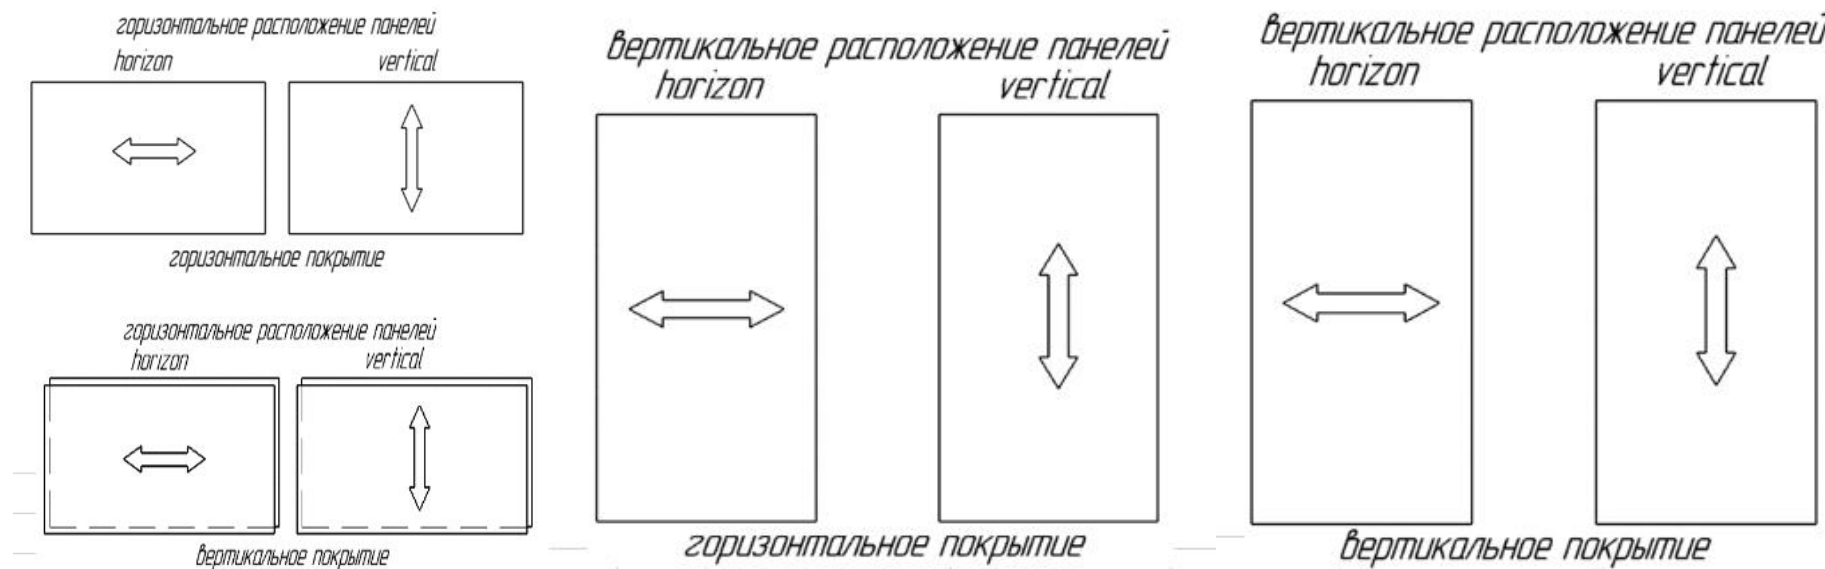 горизонтальное расположение панелей
horizon vertical
горизонтальное покрытие
горизонтальное расположение панелей
horizon vertical
вертикальное покрытие
вертикальное расположение панелей
horizon vertical
горизонтальное покрытие
вертикальное расположение панелей
horizon vertical
вертикальное покрытие